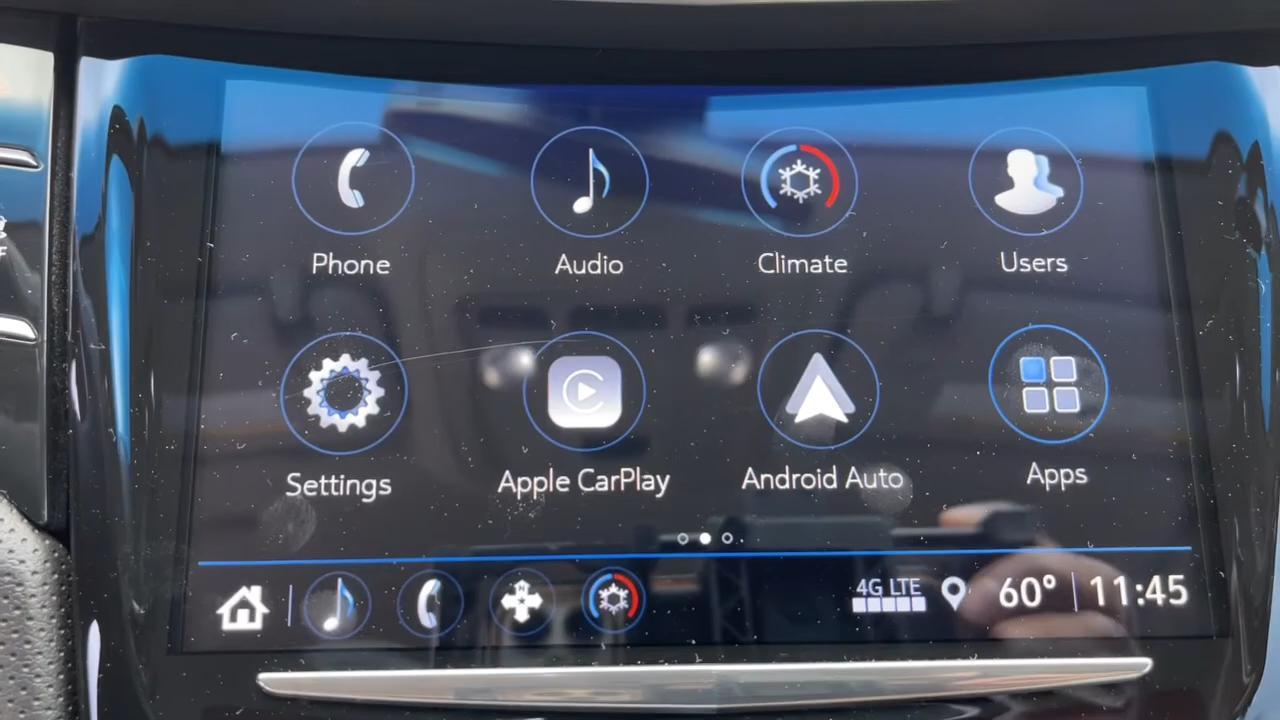 Phone Audio Climate Users
Settings Apple CarPlay Android Auto Apps
4G LTE 60° 11:45